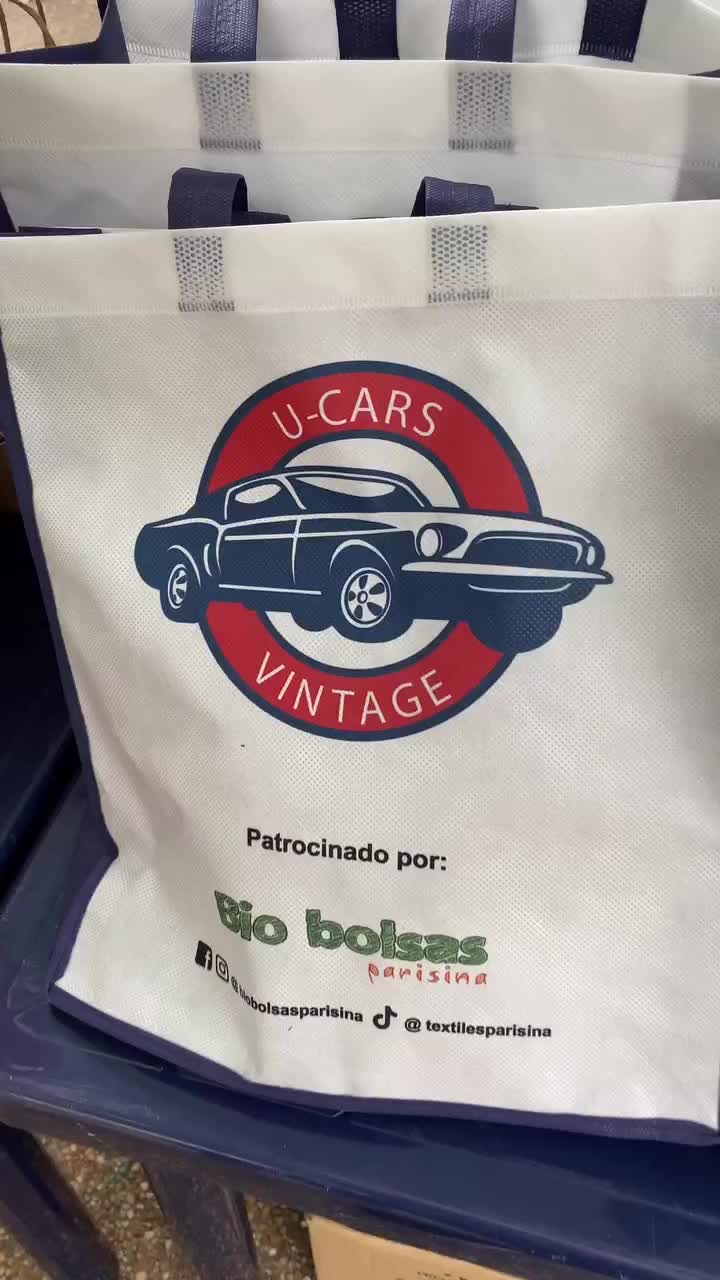 U-CARS
VINTAGE
Patrocinado por:
Bio bolsas
parisina
@biobolsasparisina @textilesparisina